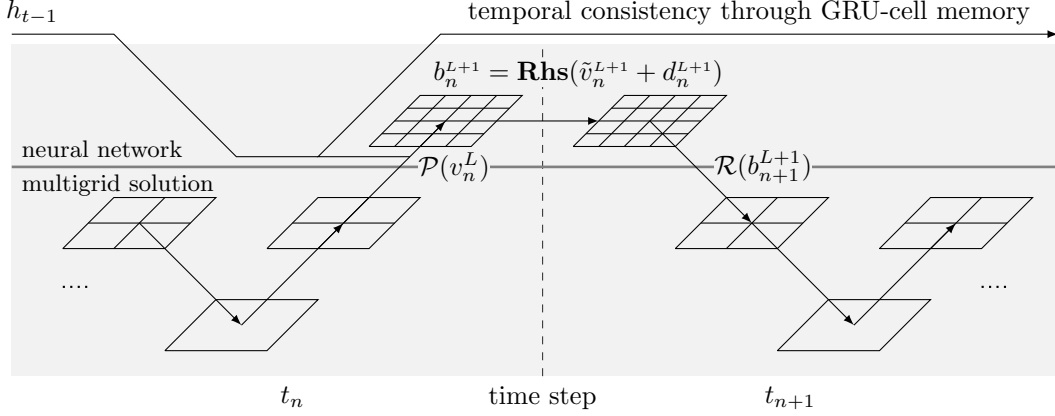 h_{t−1}
temporal consistency through GRU-cell memory
b_n^{L+1} = Rhs(ṽ_n^{L+1} + d_n^{L+1})
neural network
multigrid solution
P(v_n^L)
R(b_{n+1}^{L+1})
....
....
t_n
time step
t_{n+1}